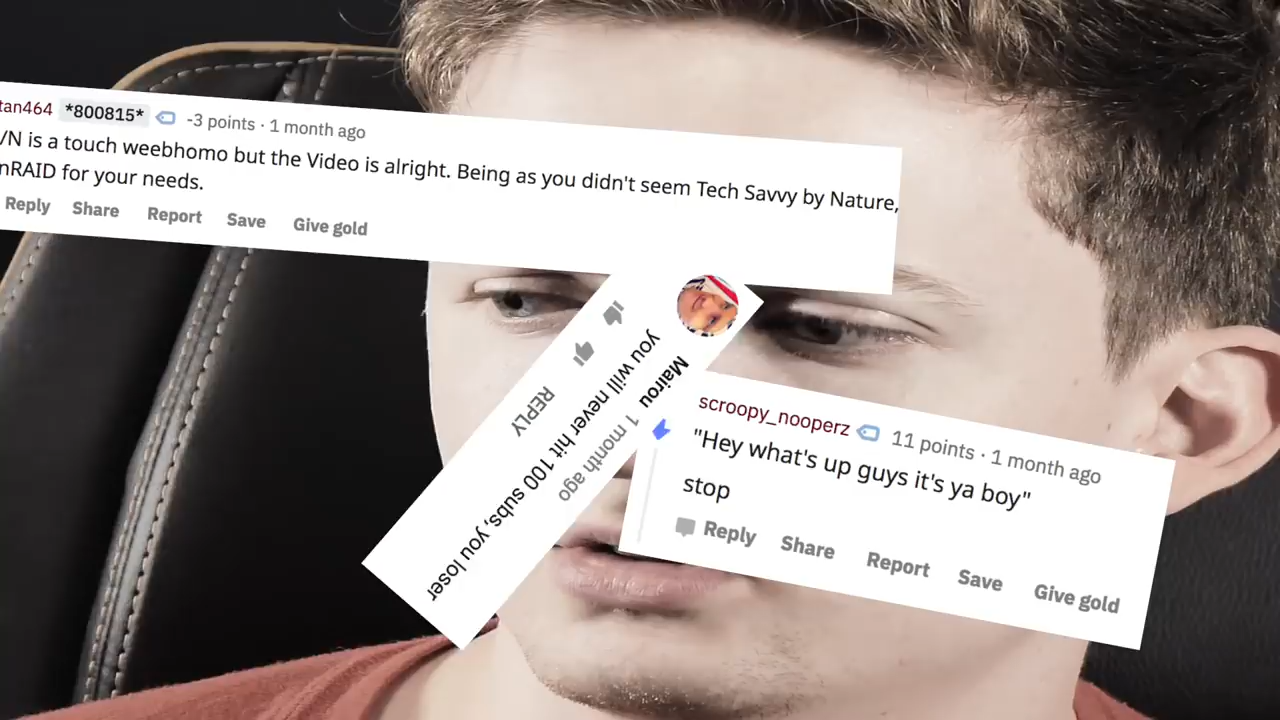 tan464 *800815* -3 points · 1 month ago
VN is a touch weebhomo but the Video is alright. Being as you didn't seem Tech Savvy by Nature,
nRAID for your needs.
Reply Share Report Save Give gold
Mairou 1 month ago
you will never hit 100 subs, you loser
REPLY
scroopy_nooperz 11 points · 1 month ago
"Hey what's up guys it's ya boy"
stop
Reply Share Report Save Give gold